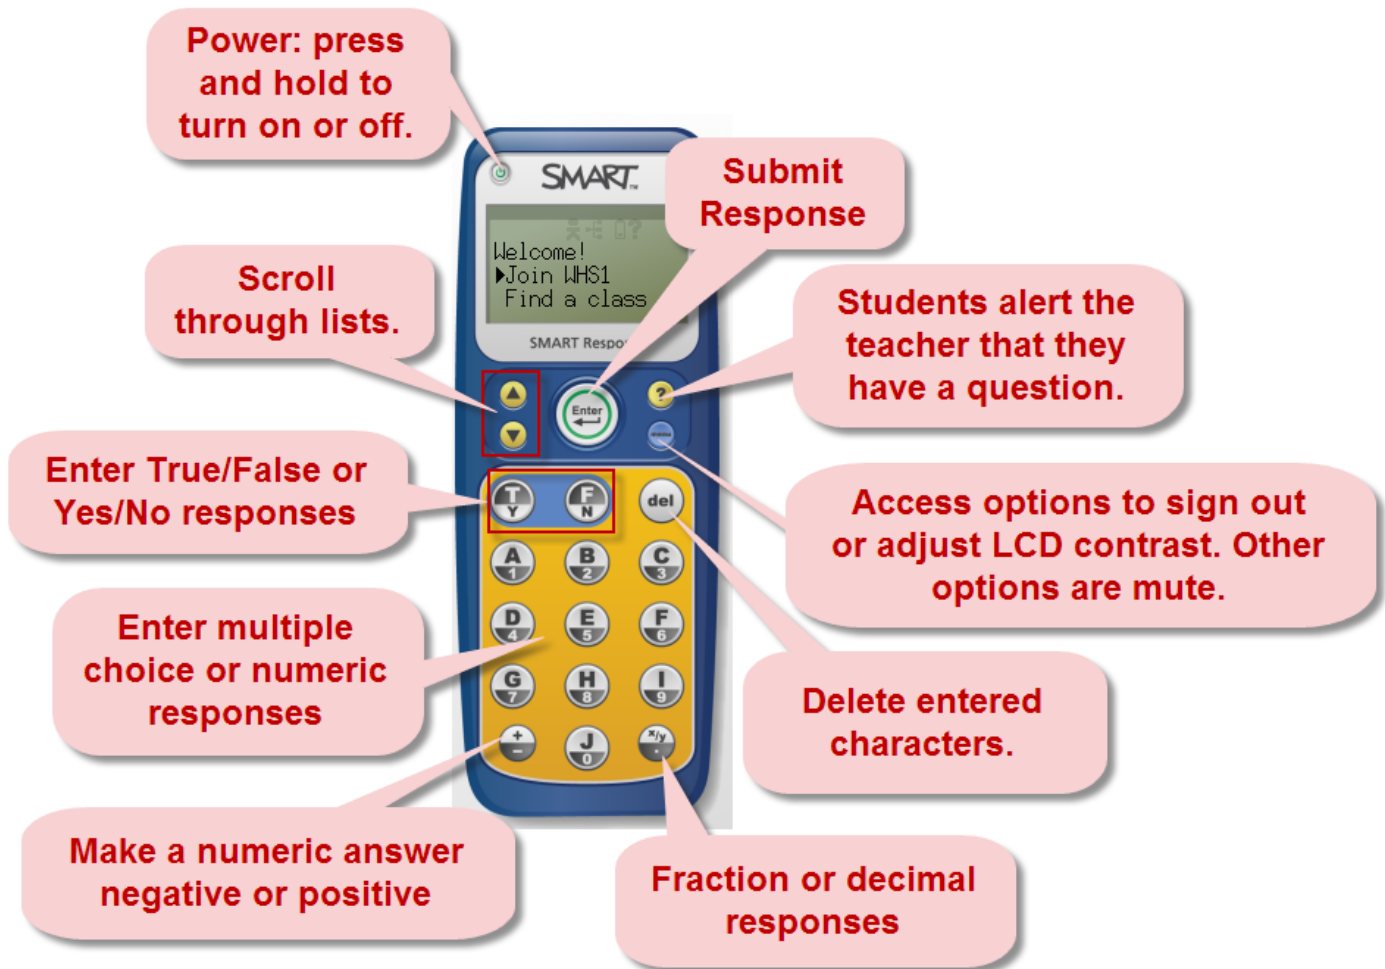 Power: press
and hold to
turn on or off.
SMART™
Submit
Response
Welcome!
▶Join WHS1
Find a class
SMART Respo
Scroll
through lists.
Students alert the
teacher that they
have a question.
Enter
?
Enter True/False or
Yes/No responses
T
Y
F
N
del
Access options to sign out
or adjust LCD contrast. Other
options are mute.
A
1
B
2
C
3
Enter multiple
choice or numeric
responses
D
4
E
5
F
6
G
7
H
8
I
9
Delete entered
characters.
+
−
J
0
x/y
.
Make a numeric answer
negative or positive
Fraction or decimal
responses